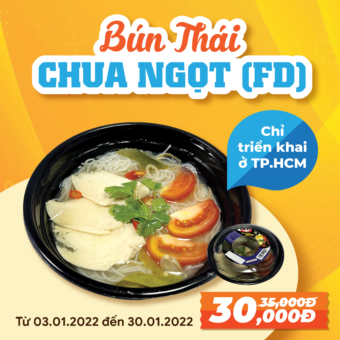 Bún Thái
CHUA NGỌT (FD)
Chỉ
triển khai
ở TP.HCM
35,000Đ
30,000Đ
Từ 03.01.2022 đến 30.01.2022